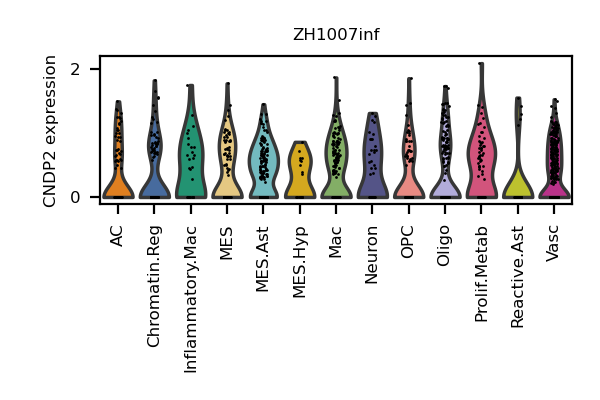 ZH1007inf
CNDP2 expression
2
0
AC
Chromatin.Reg
Inflammatory.Mac
MES
MES.Ast
MES.Hyp
Mac
Neuron
OPC
Oligo
Prolif.Metab
Reactive.Ast
Vasc